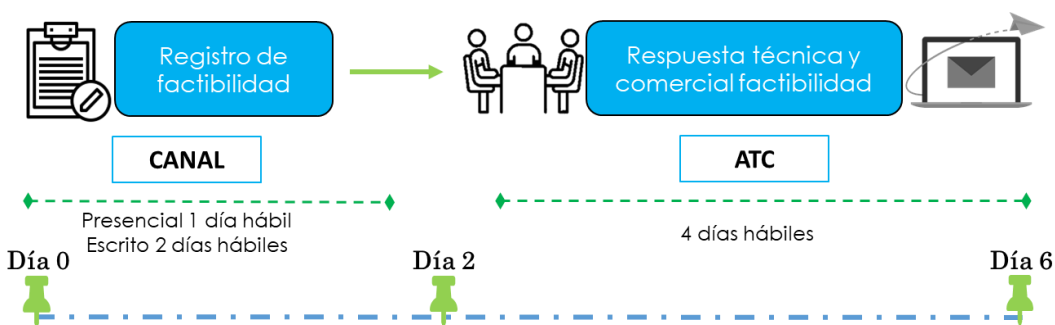 Registro de
factibilidad
Respuesta técnica y
comercial factibilidad
CANAL
ATC
Presencial 1 día hábil
Escrito 2 días hábiles
4 días hábiles
Día 0
Día 2
Día 6